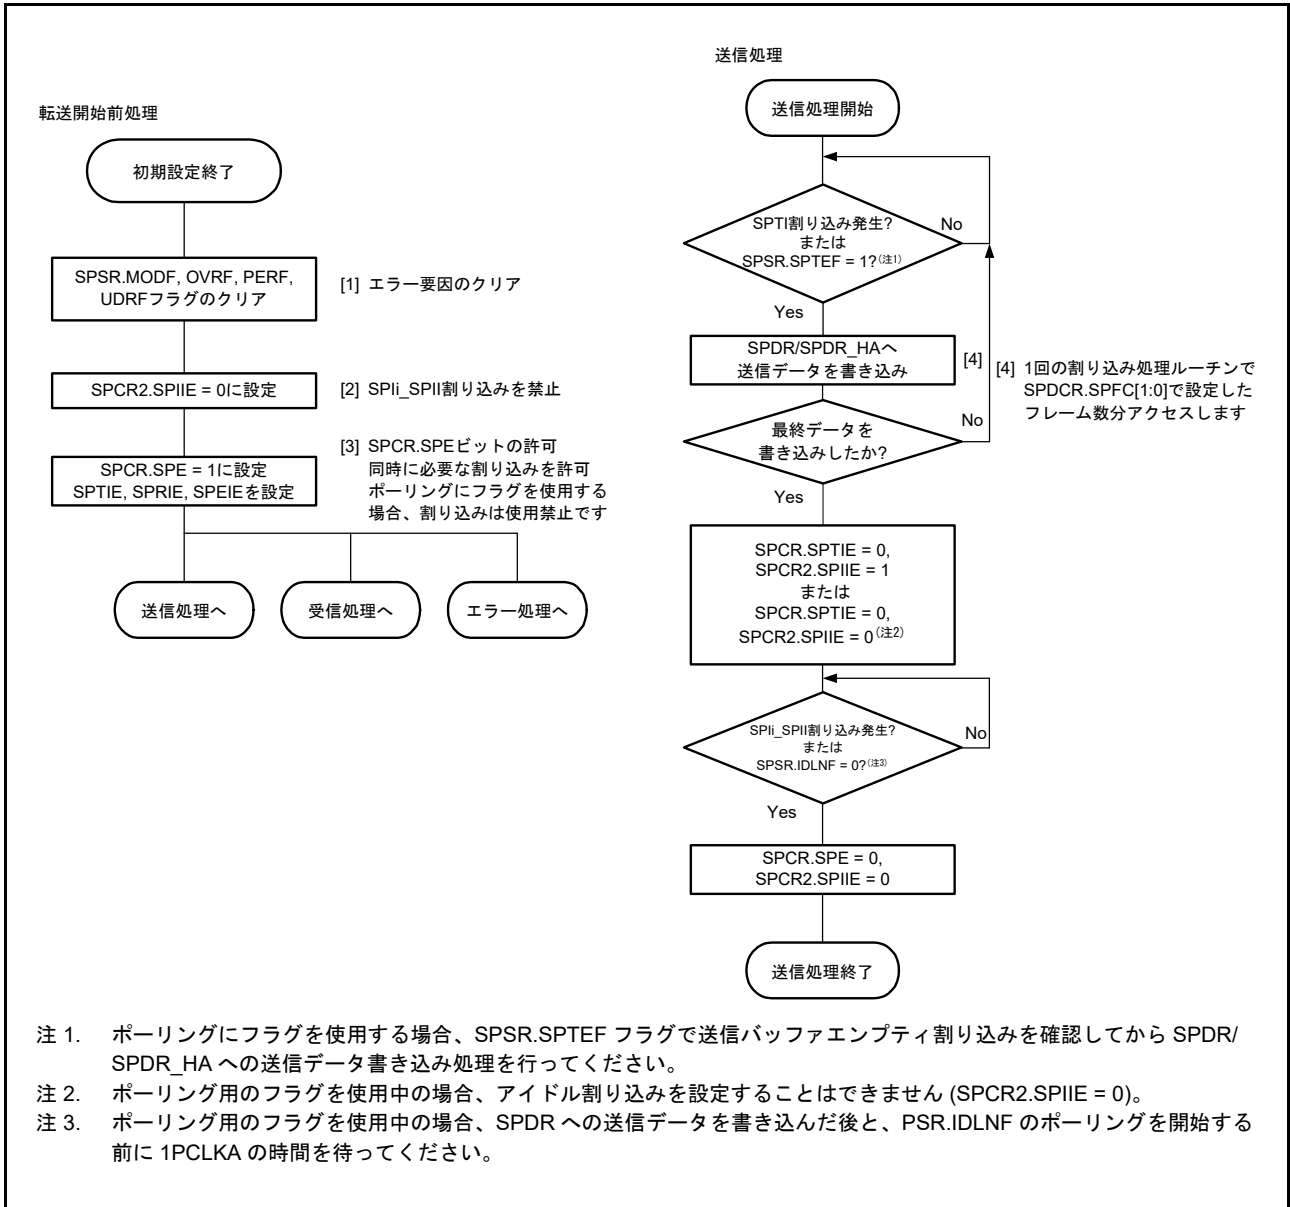 転送開始前処理
初期設定終了
SPSR.MODF, OVRF, PERF,
UDRFフラグのクリア
[1] エラー要因のクリア
SPCR2.SPIIE = 0に設定
[2] SPIi_SPII割り込みを禁止
SPCR.SPE = 1に設定
SPTIE, SPRIE, SPEIEを設定
[3] SPCR.SPEビットの許可
同時に必要な割り込みを許可
ポーリングにフラグを使用する
場合、割り込みは使用禁止です
送信処理へ
受信処理へ
エラー処理へ
送信処理
送信処理開始
SPTI割り込み発生?
または
SPSR.SPTEF = 1?(注1)
No
Yes
SPDR/SPDR_HAへ
送信データを書き込み
[4]
[4] 1回の割り込み処理ルーチンで
SPDCR.SPFC[1:0]で設定した
フレーム数分アクセスします
最終データを
書き込みしたか?
No
Yes
SPCR.SPTIE = 0,
SPCR2.SPIIE = 1
または
SPCR.SPTIE = 0,
SPCR2.SPIIE = 0(注2)
SPIi_SPII割り込み発生?
または
SPSR.IDLNF = 0?(注3)
No
Yes
SPCR.SPE = 0,
SPCR2.SPIIE = 0
送信処理終了
注 1. ポーリングにフラグを使用する場合、SPSR.SPTEF フラグで送信バッファエンプティ割り込みを確認してから SPDR/
SPDR_HA への送信データ書き込み処理を行ってください。
注 2. ポーリング用のフラグを使用中の場合、アイドル割り込みを設定することはできません (SPCR2.SPIIE = 0)。
注 3. ポーリング用のフラグを使用中の場合、SPDR への送信データを書き込んだ後と、PSR.IDLNF のポーリングを開始する
前に 1PCLKA の時間を待ってください。